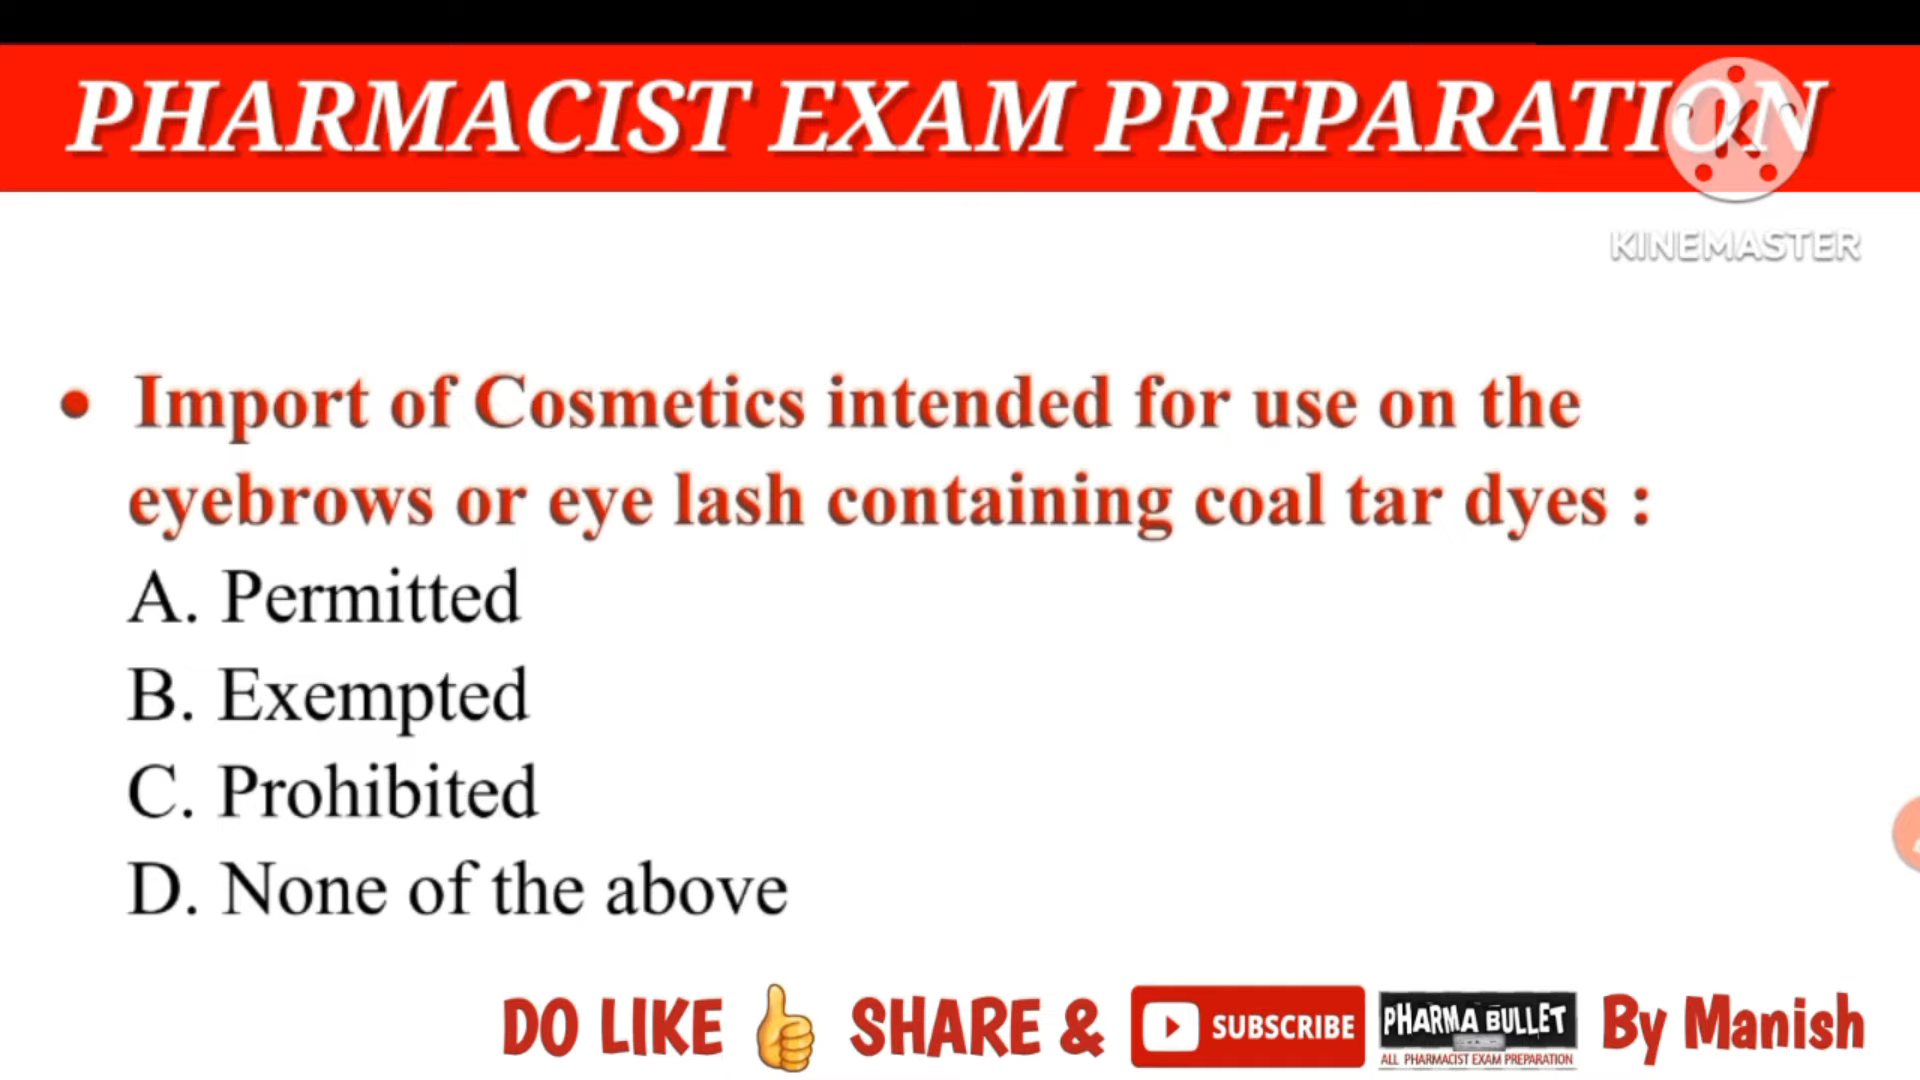 PHARMACIST EXAM PREPARATION
KINEMASTER
• Import of Cosmetics intended for use on the
eyebrows or eye lash containing coal tar dyes :
A. Permitted
B. Exempted
C. Prohibited
D. None of the above
DO LIKE 👍 SHARE & SUBSCRIBE PHARMA BULLET By Manish
ALL PHARMACIST EXAM PREPARATION